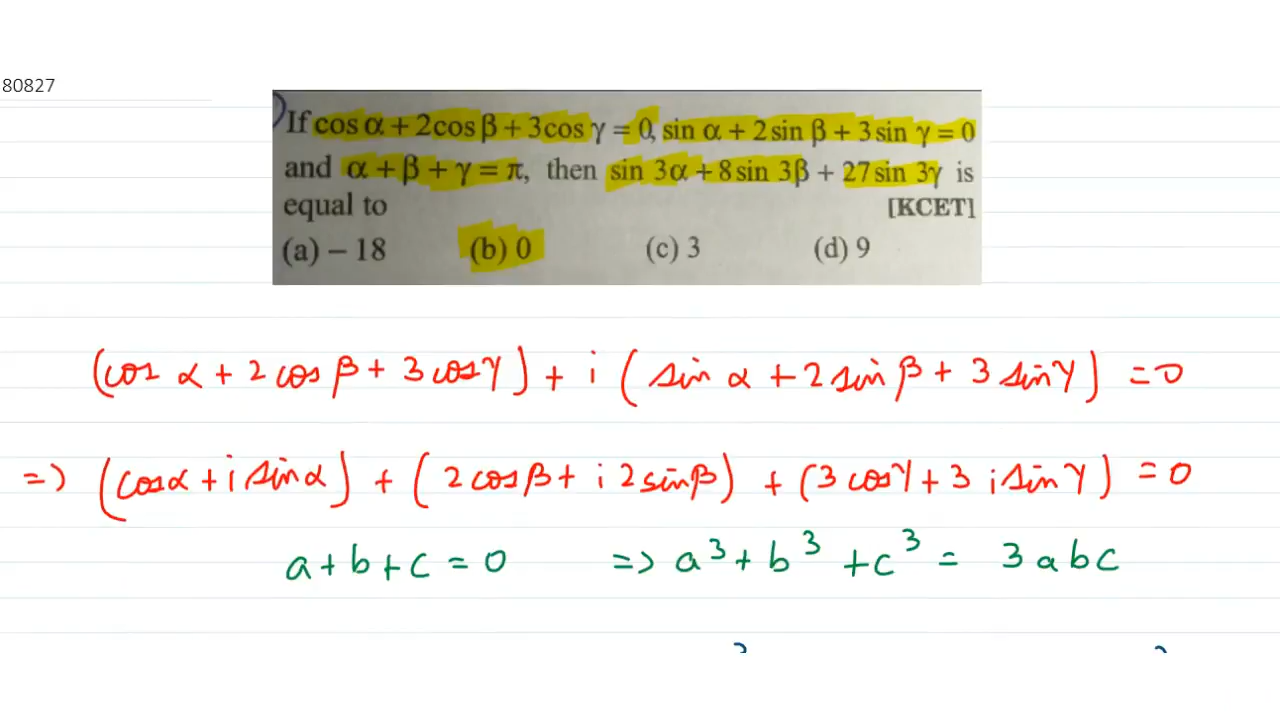 80827
If cos α + 2cos β + 3cos γ = 0, sin α + 2 sin β + 3 sin γ = 0
and α + β + γ = π, then sin 3α + 8 sin 3β + 27 sin 3γ is
equal to [KCET]
(a) – 18 (b) 0 (c) 3 (d) 9
(cos α + 2 cos β + 3 cos γ) + i (sin α + 2 sin β + 3 sin γ) = 0
=> (cos α + i sin α) + (2 cos β + i 2 sin β) + (3 cos γ + 3 i sin γ) = 0
a + b + c = 0 => a³ + b³ + c³ = 3 a b c